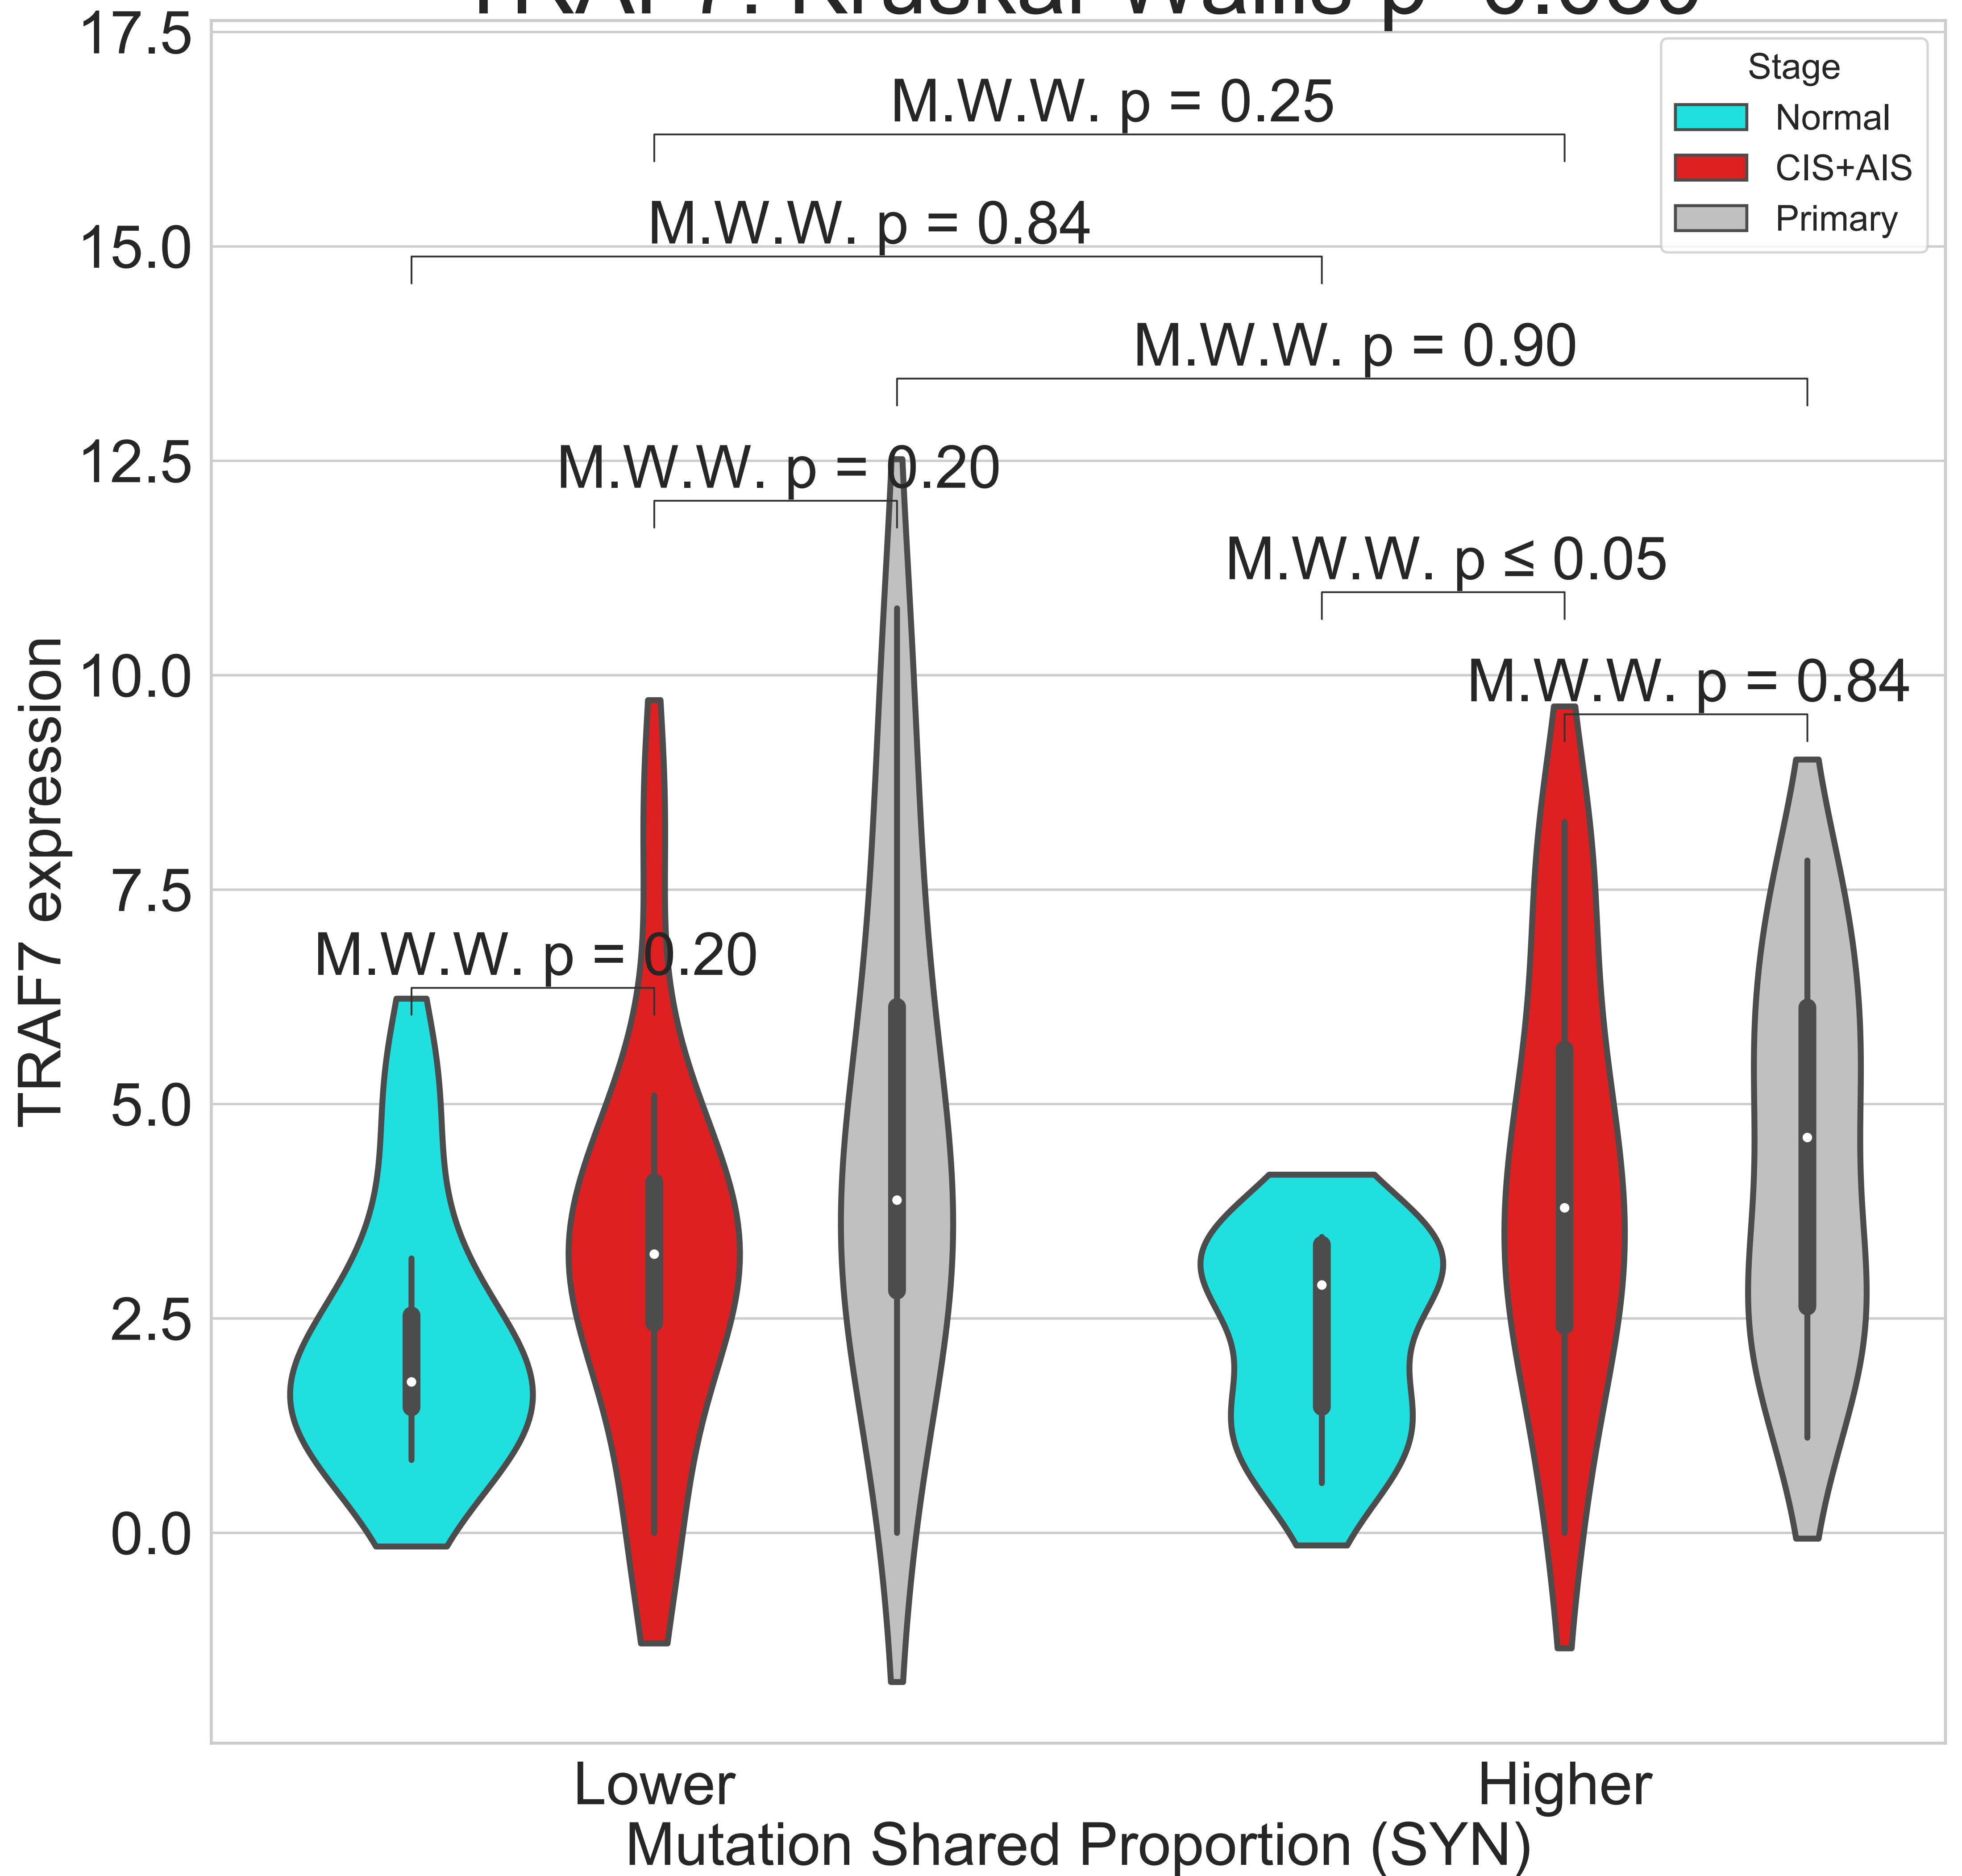 17.5
15.0
12.5
10.0
7.5
5.0
2.5
0.0
TRAF7 expression
M.W.W. p = 0.25
M.W.W. p = 0.84
M.W.W. p = 0.90
M.W.W. p = 0.20
M.W.W. p ≤ 0.05
M.W.W. p = 0.84
M.W.W. p = 0.20
Stage
Normal
CIS+AIS
Primary
Lower
Higher
Mutation Shared Proportion (SYN)